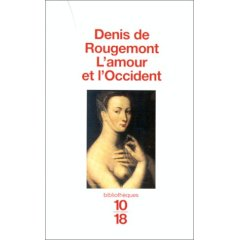 Denis de
Rougemont
L'amour
et l'Occident
bibliothèques
10
18